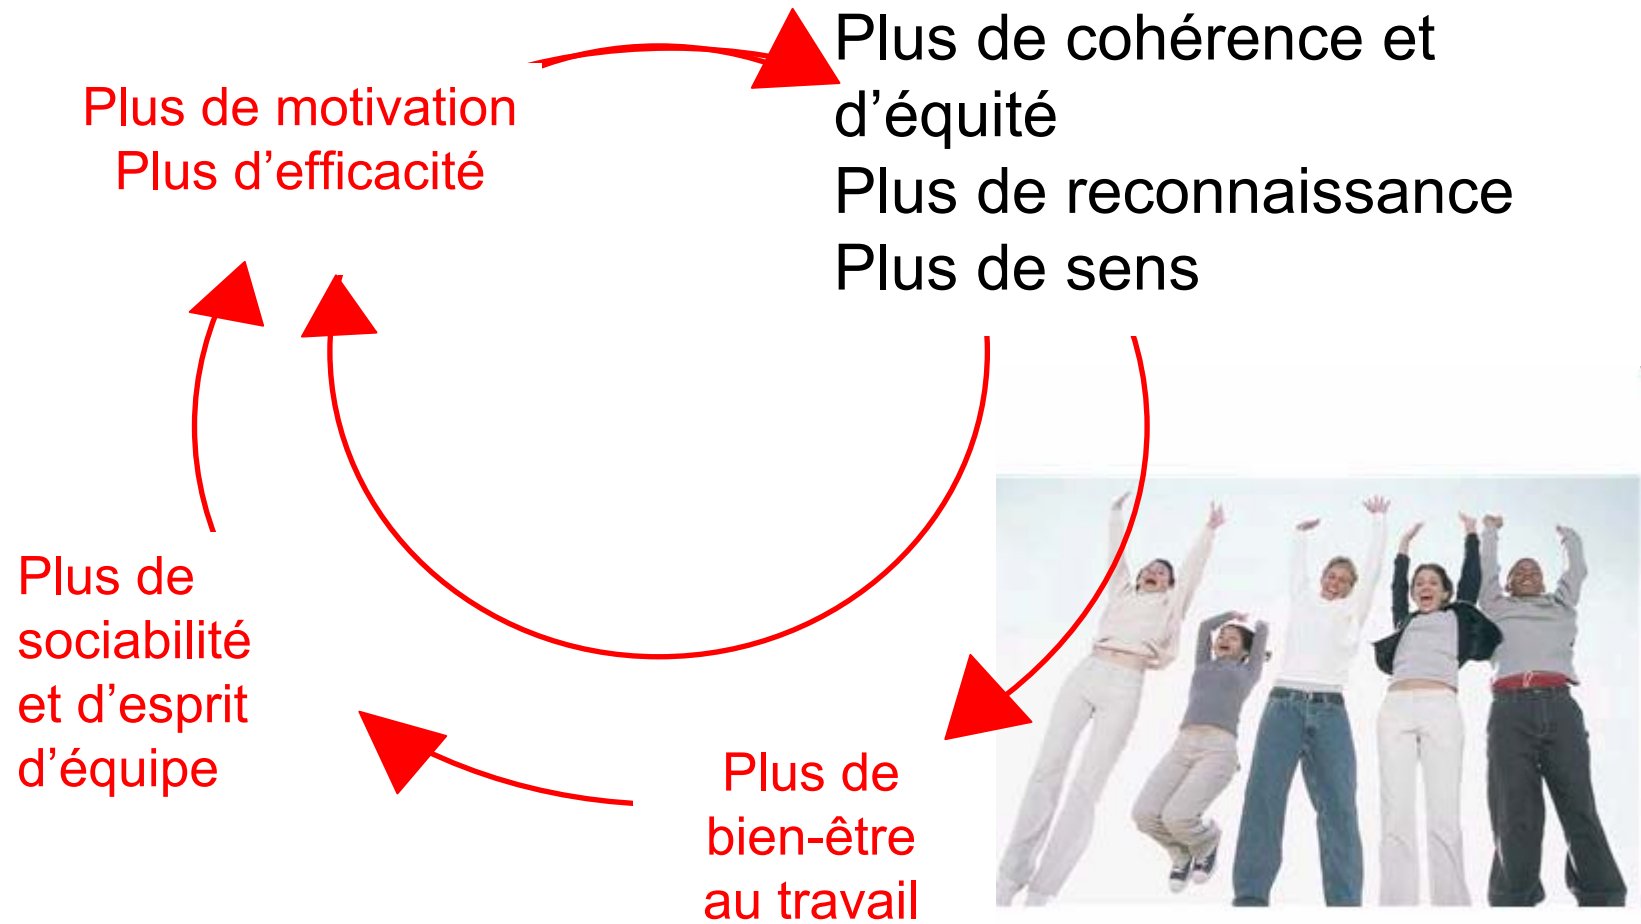 Plus de motivation
Plus d’efficacité
Plus de cohérence et
d’équité
Plus de reconnaissance
Plus de sens
Plus de
sociabilité
et d’esprit
d’équipe
Plus de
bien-être
au travail